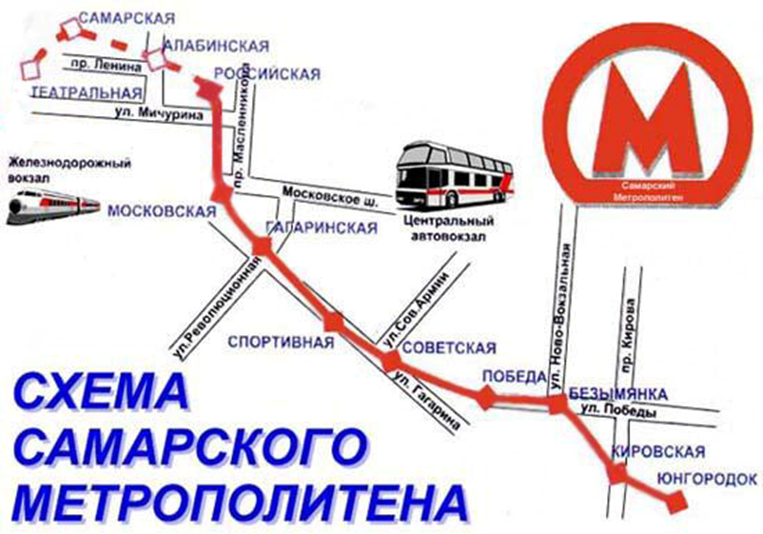 САМАРСКАЯ
АЛАБИНСКАЯ
РОССИЙСКАЯ
пр. Ленина
ТЕАТРАЛЬНАЯ
ул. Мичурина
пр. Масленникова
М
Самарский
Метрополитен
Железнодорожный
вокзал
МОСКОВСКАЯ
Московское ш.
Центральный
автовокзал
ГАГАРИНСКАЯ
ул.Революционная
СПОРТИВНАЯ
ул.Сов.Армии
СОВЕТСКАЯ
ул. Гагарина
ПОБЕДА
ул. Ново-Вокзальная
БЕЗЫМЯНКА
пр. Кирова
ул. Победы
КИРОВСКАЯ
ЮНГОРОДОК
СХЕМА
САМАРСКОГО
МЕТРОПОЛИТЕНА